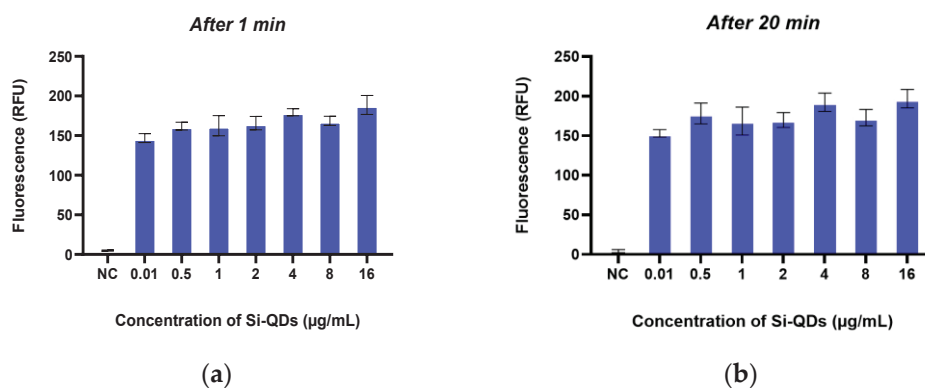 After 1 min
250
200
150
100
50
0
Fluorescence (RFU)
NC 0.01 0.5 1 2 4 8 16
Concentration of Si-QDs (µg/mL)
(a)
After 20 min
250
200
150
100
50
0
Fluorescence (RFU)
NC 0.01 0.5 1 2 4 8 16
Concentration of Si-QDs (µg/mL)
(b)